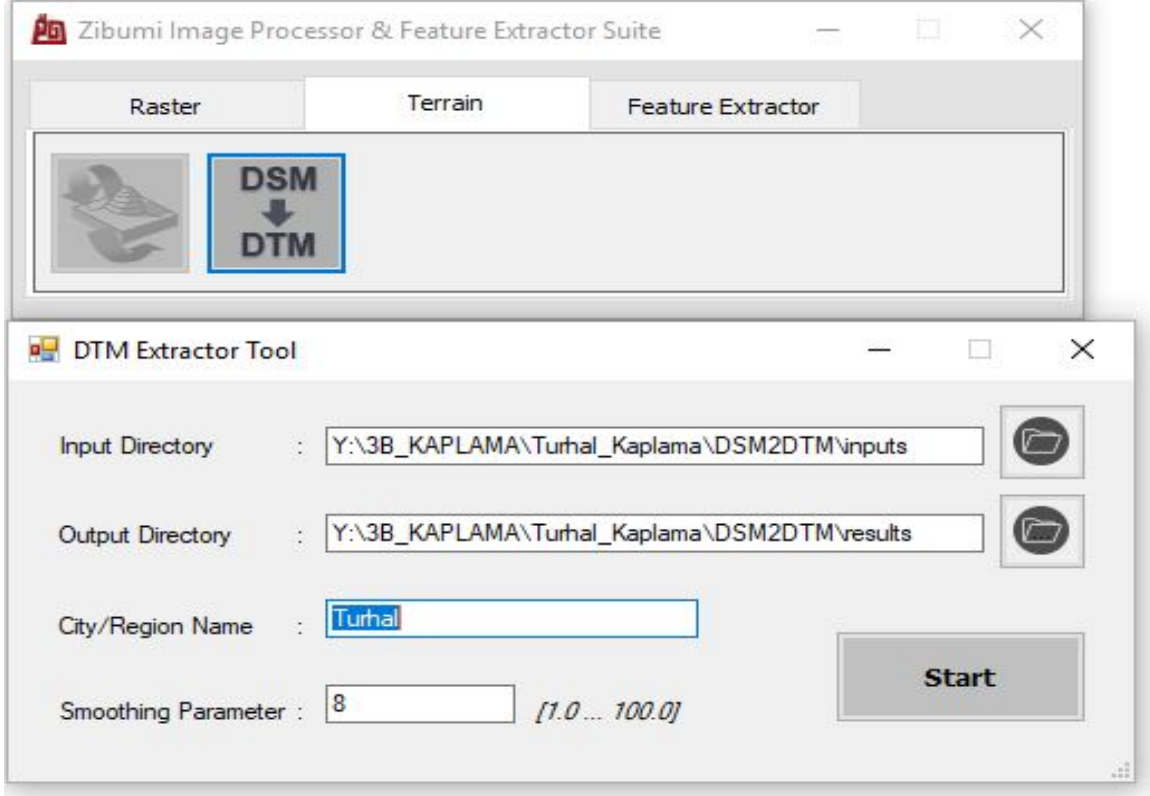 Zibumi Image Processor & Feature Extractor Suite
Raster Terrain Feature Extractor
DSM
DTM
DTM Extractor Tool
Input Directory : Y:\3B_KAPLAMA\Turhal_Kaplama\DSM2DTM\inputs
Output Directory : Y:\3B_KAPLAMA\Turhal_Kaplama\DSM2DTM\results
City/Region Name : Turhal
Start
Smoothing Parameter : 8 [1.0 ... 100.0]